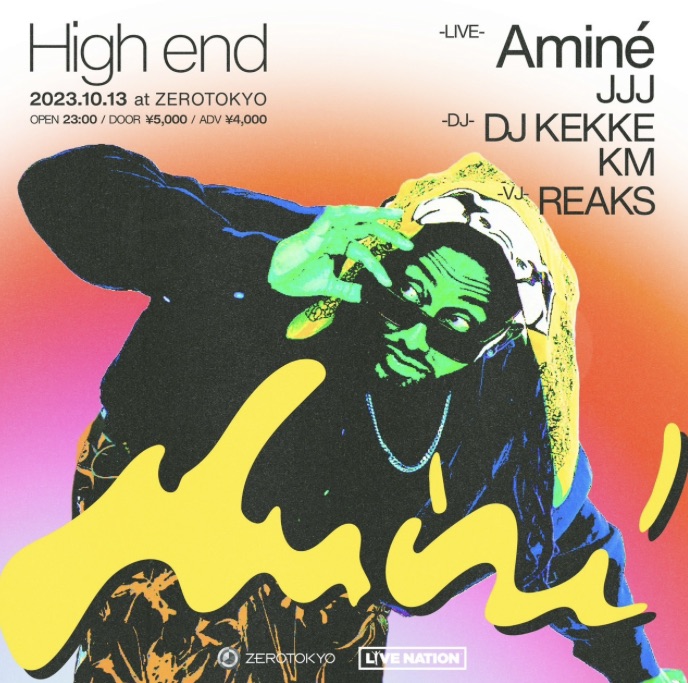 High end
2023.10.13 at ZEROTOKYO
OPEN 23:00 / DOOR ¥5,000 / ADV ¥4,000
-LIVE- Aminé
JJJ
-DJ- DJ KEKKE
KM
-VJ- REAKS
Aminé
ZEROTOKYO
LIVE NATION